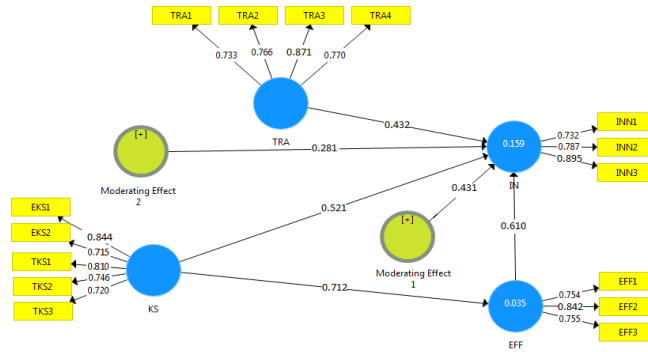 TRA1 TRA2 TRA3 TRA4
0.733 0.766 0.871 0.770
TRA
[+]
Moderating Effect
2
0.432
0.281
0.159
IN
0.732
0.787
0.895
INN1
INN2
INN3
EKS1
EKS2
TKS1
TKS2
TKS3
0.844
0.715
0.810
0.746
0.720
KS
0.521
0.431
[+]
Moderating Effect
1
0.610
0.712
0.035
EFF
0.754
0.842
0.755
EFF1
EFF2
EFF3